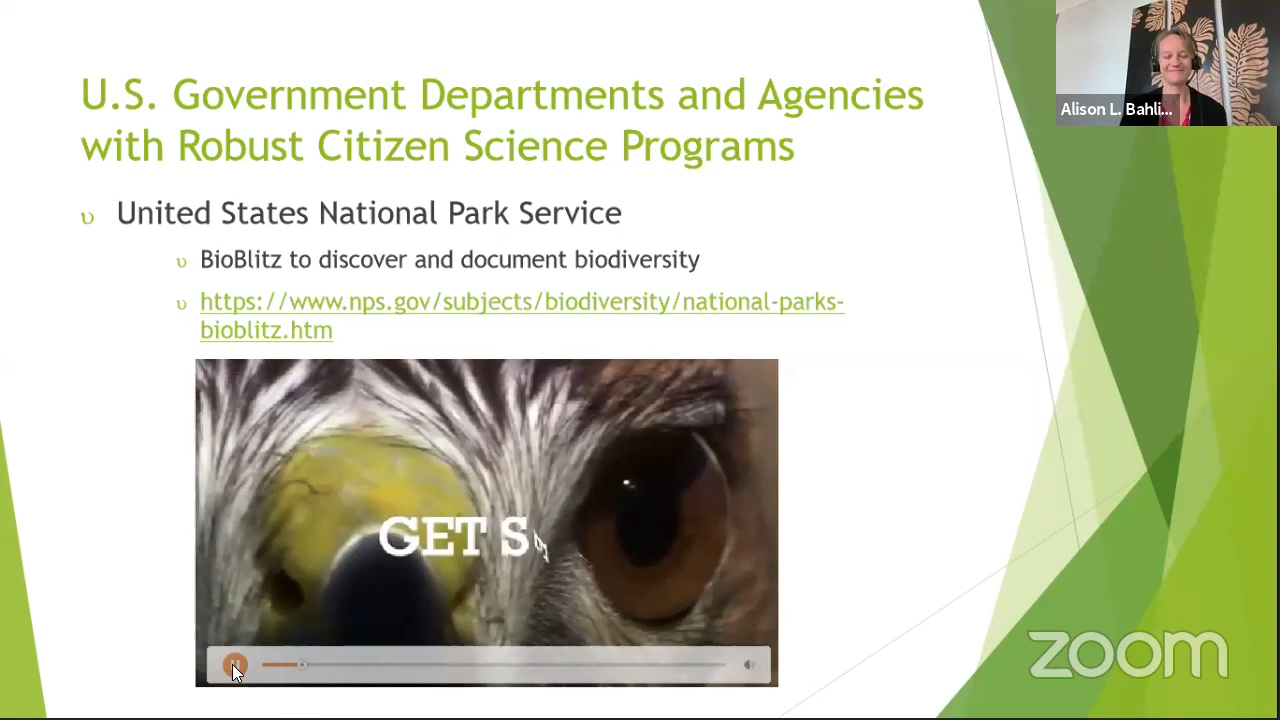 U.S. Government Departments and Agencies
with Robust Citizen Science Programs
Alison L. Bahli...
υ United States National Park Service
υ BioBlitz to discover and document biodiversity
υ https://www.nps.gov/subjects/biodiversity/national-parks-
bioblitz.htm
GET S
zoom